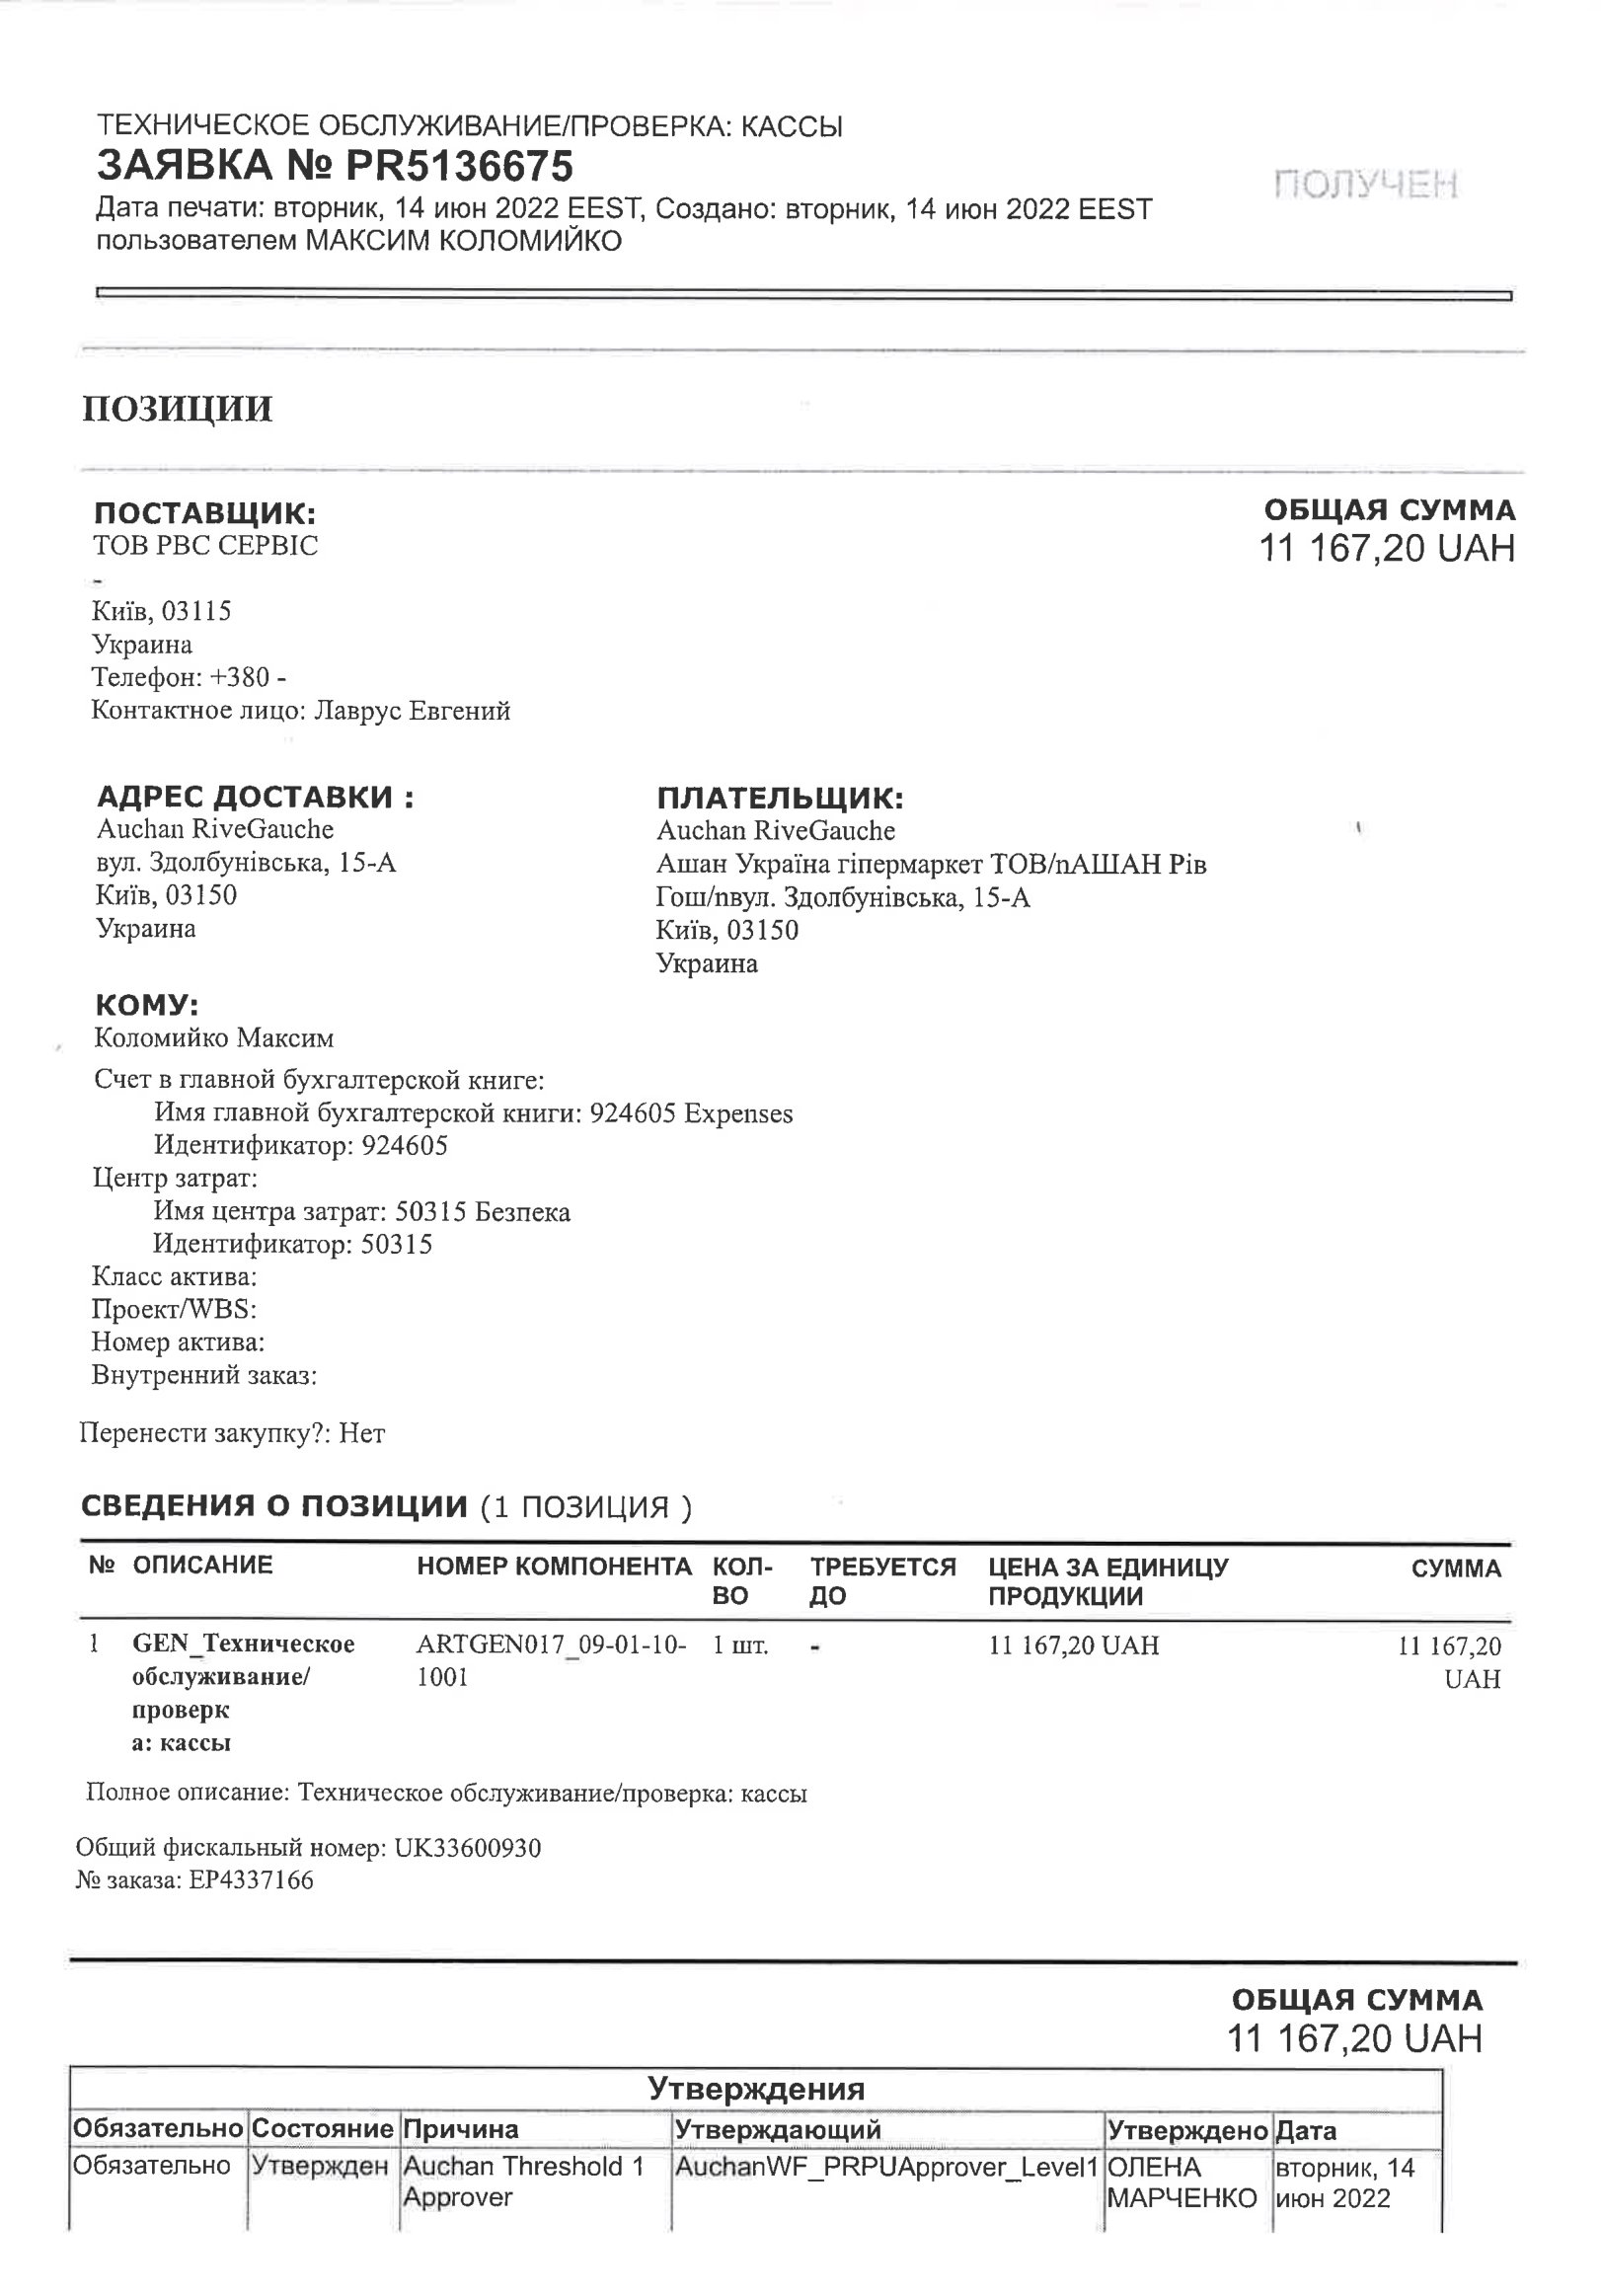 ТЕХНИЧЕСКОЕ ОБСЛУЖИВАНИЕ/ПРОВЕРКА: КАССЫ
ЗАЯВКА № PR5136675
ПОЛУЧЕН
Дата печати: вторник, 14 июн 2022 EEST, Создано: вторник, 14 июн 2022 EEST
пользователем МАКСИМ КОЛОМИЙКО
ПОЗИЦИИ
ПОСТАВЩИК:
ТОВ РВС СЕРВІС
-
Київ, 03115
Украина
Телефон: +380 -
Контактное лицо: Лаврус Евгений
ОБЩАЯ СУММА
11 167,20 UAH
АДРЕС ДОСТАВКИ :
Auchan RiveGauche
вул. Здолбунівська, 15-А
Київ, 03150
Украина
ПЛАТЕЛЬЩИК:
Auchan RiveGauche
Ашан Україна гіпермаркет ТОВ/nАШАН Рів
Гош/nвул. Здолбунівська, 15-А
Київ, 03150
Украина
КОМУ:
Коломийко Максим
Счет в главной бухгалтерской книге:
Имя главной бухгалтерской книги: 924605 Expenses
Идентификатор: 924605
Центр затрат:
Имя центра затрат: 50315 Безпека
Идентификатор: 50315
Класс актива:
Проект/WBS:
Номер актива:
Внутренний заказ:
Перенести закупку?: Нет
СВЕДЕНИЯ О ПОЗИЦИИ (1 ПОЗИЦИЯ )
№ ОПИСАНИЕ НОМЕР КОМПОНЕНТА КОЛ- ТРЕБУЕТСЯ ЦЕНА ЗА ЕДИНИЦУ СУММА
ВО ДО ПРОДУКЦИИ
1 GEN_Техническое ARTGEN017_09-01-10- 1 шт. - 11 167,20 UAH 11 167,20
обслуживание/ 1001 UAH
проверк
а: кассы
Полное описание: Техническое обслуживание/проверка: кассы
Общий фискальный номер: UK33600930
№ заказа: EP4337166
ОБЩАЯ СУММА
11 167,20 UAH
Утверждения
Обязательно Состояние Причина Утверждающий Утверждено Дата
Обязательно Утвержден Auchan Threshold 1 AuchanWF_PRPUApprover_Level1 ОЛЕНА вторник, 14
Approver МАРЧЕНКО июн 2022